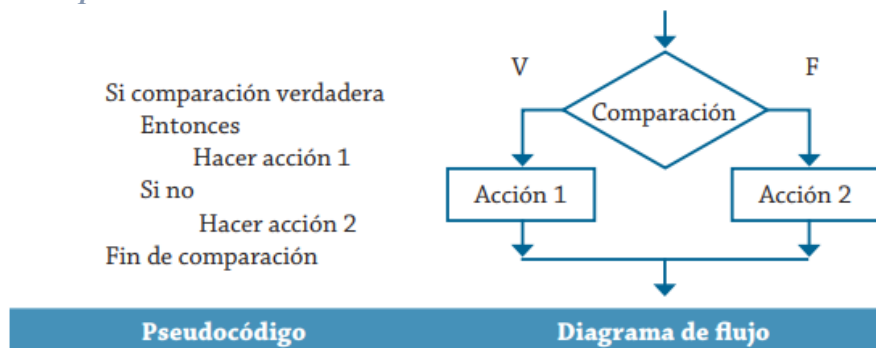 Si comparación verdadera
Entonces
Hacer acción 1
Si no
Hacer acción 2
Fin de comparación
V
F
Comparación
Acción 1
Acción 2
Pseudocódigo
Diagrama de flujo